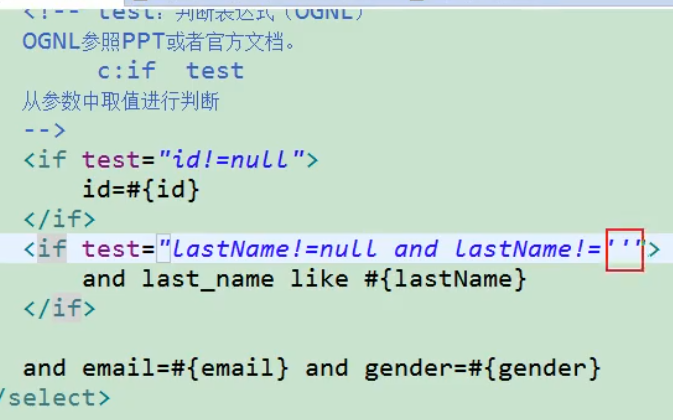 <!-- test：判断表达式（OGNL）
OGNL参照PPT或者官方文档。
c:if  test
从参数中取值进行判断
-->
<if test="id!=null">
id=#{id}
</if>
<if test="lastName!=null and lastName!=''">
and last_name like #{lastName}
</if>
and email=#{email} and gender=#{gender}
/select>